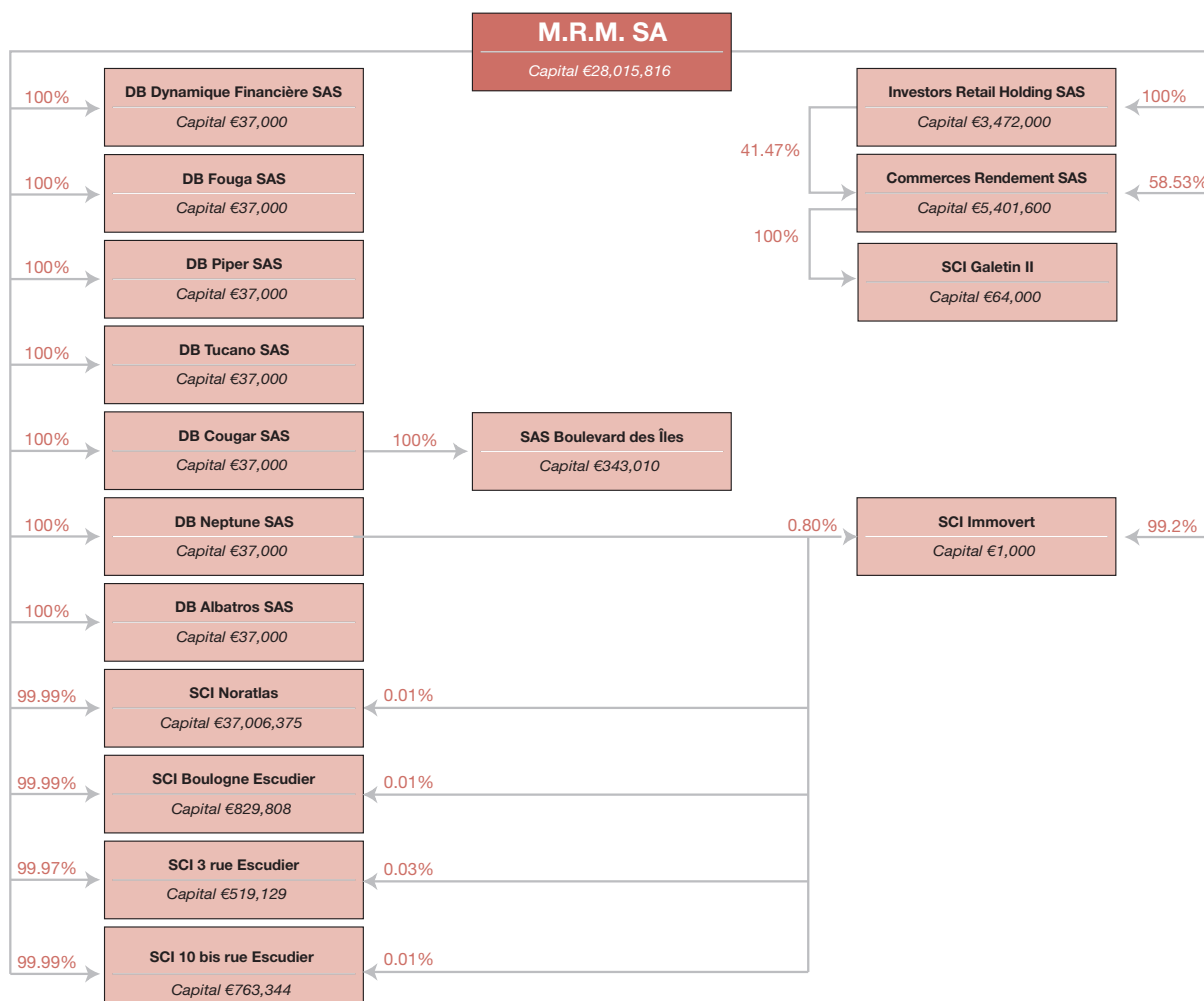 M.R.M. SA
Capital €28,015,816
100%
DB Dynamique Financière SAS
Capital €37,000
100%
DB Fouga SAS
Capital €37,000
100%
DB Piper SAS
Capital €37,000
100%
DB Tucano SAS
Capital €37,000
100%
DB Cougar SAS
Capital €37,000
100%
SAS Boulevard des Îles
Capital €343,010
100%
DB Neptune SAS
Capital €37,000
100%
DB Albatros SAS
Capital €37,000
99.99%
SCI Noratlas
Capital €37,006,375
0.01%
99.99%
SCI Boulogne Escudier
Capital €829,808
0.01%
99.97%
SCI 3 rue Escudier
Capital €519,129
0.03%
99.99%
SCI 10 bis rue Escudier
Capital €763,344
0.01%
Investors Retail Holding SAS
Capital €3,472,000
100%
41.47%
Commerces Rendement SAS
Capital €5,401,600
58.53%
100%
SCI Galetin II
Capital €64,000
0.80%
SCI Immovert
Capital €1,000
99.2%